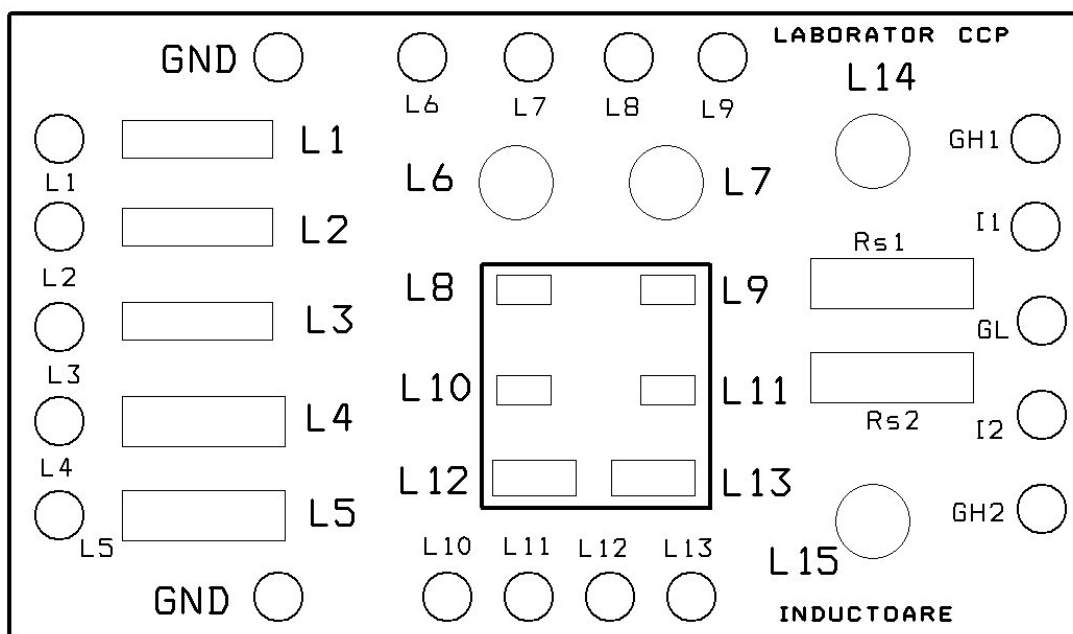 LABORATOR CCP
GND
L6
L7
L8
L9
L14
L1
L1
L6
L7
GH1
L2
L2
I1
Rs1
L8
L9
L3
L3
GL
L10
L11
L4
L4
Rs2
I2
L12
L13
L5
L5
GH2
L10
L11
L12
L13
L15
GND
INDUCTOARE